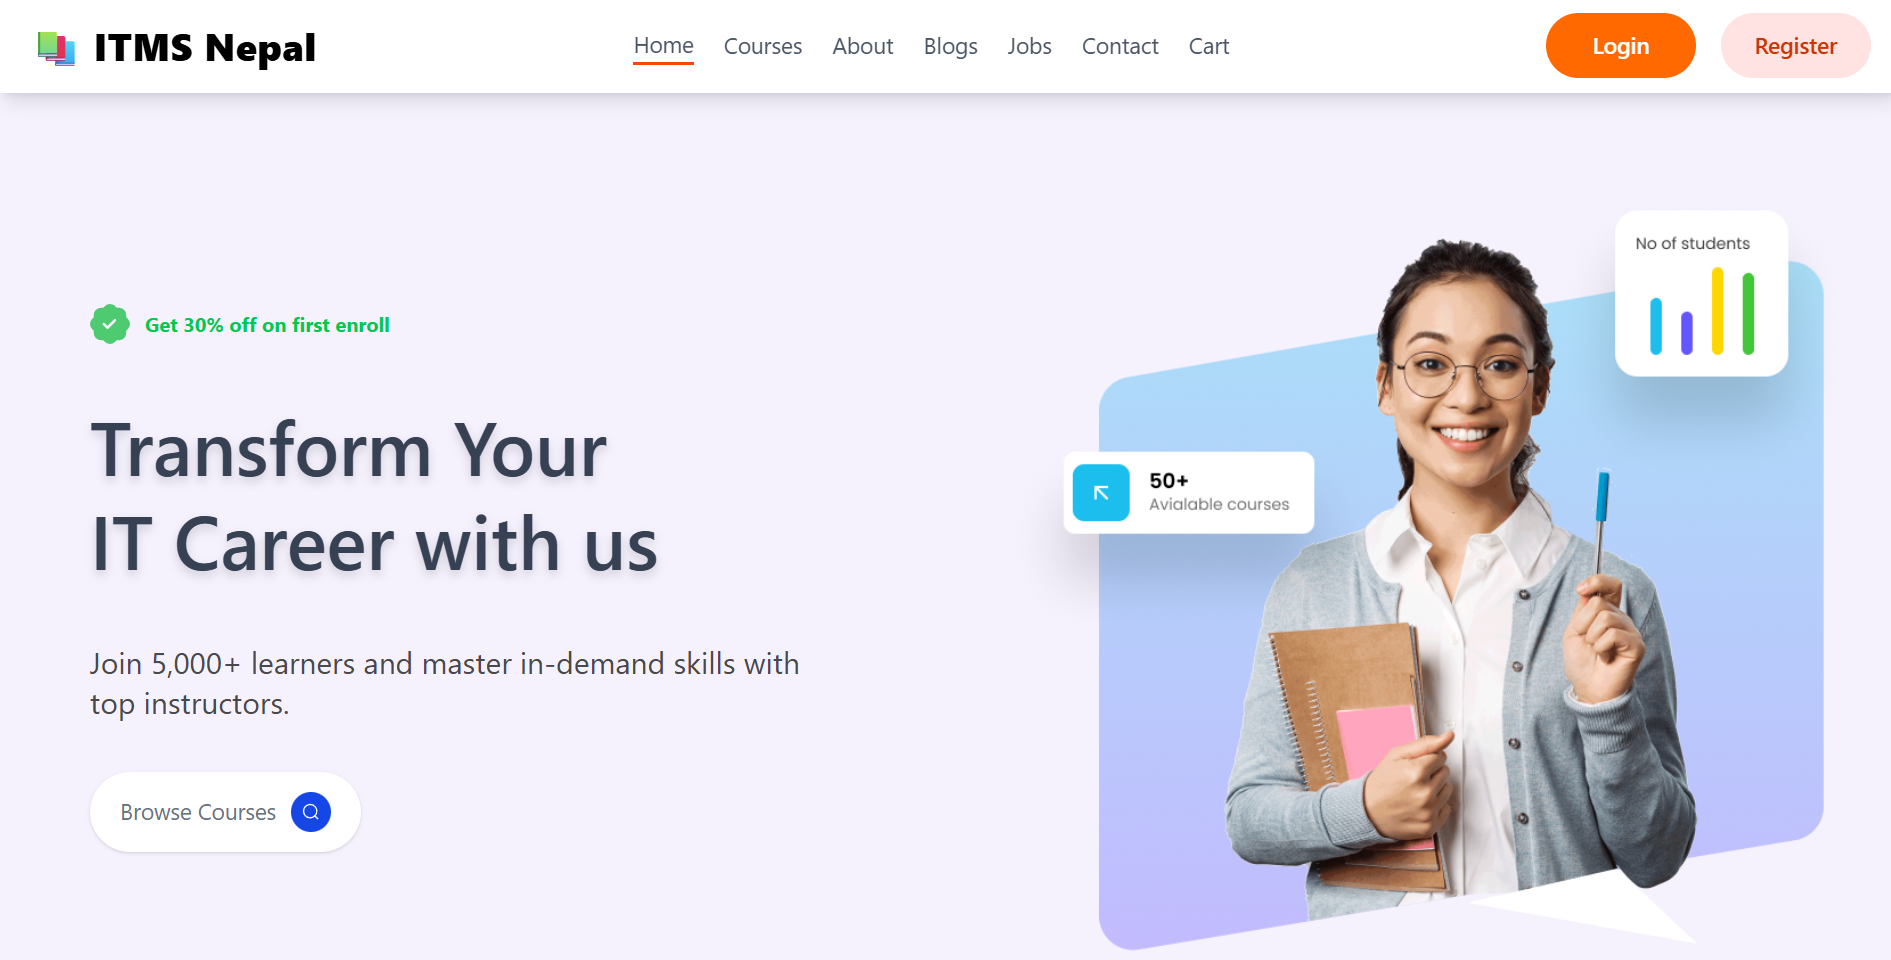 ITMS Nepal
Home Courses About Blogs Jobs Contact Cart
Login Register
No of students
Get 30% off on first enroll
Transform Your
IT Career with us
50+
Avialable courses
Join 5,000+ learners and master in-demand skills with
top instructors.
Browse Courses